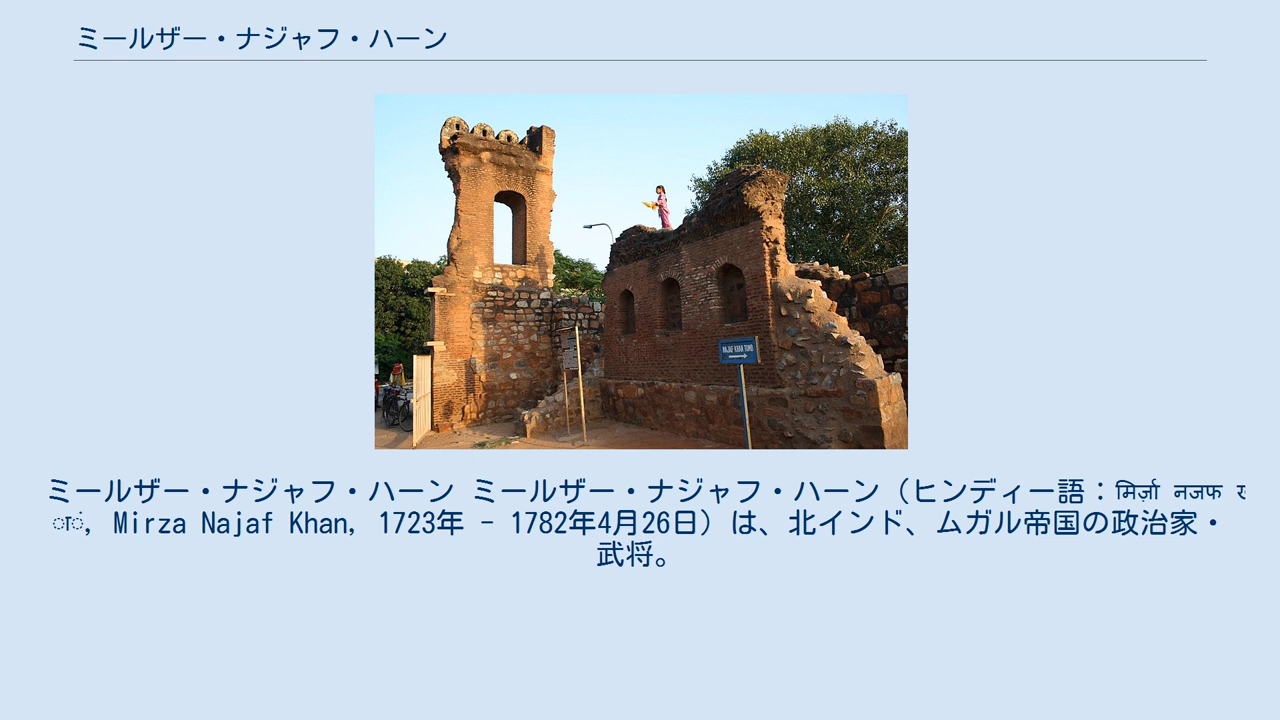 ミールザー・ナジャフ・ハーン
NAJAF KHAN TOMB
ミールザー・ナジャフ・ハーン ミールザー・ナジャフ・ハーン（ヒンディー語：मिर्ज़ा नजफ ख
ां, Mirza Najaf Khan, 1723年 - 1782年4月26日）は、北インド、ムガル帝国の政治家・
武将。